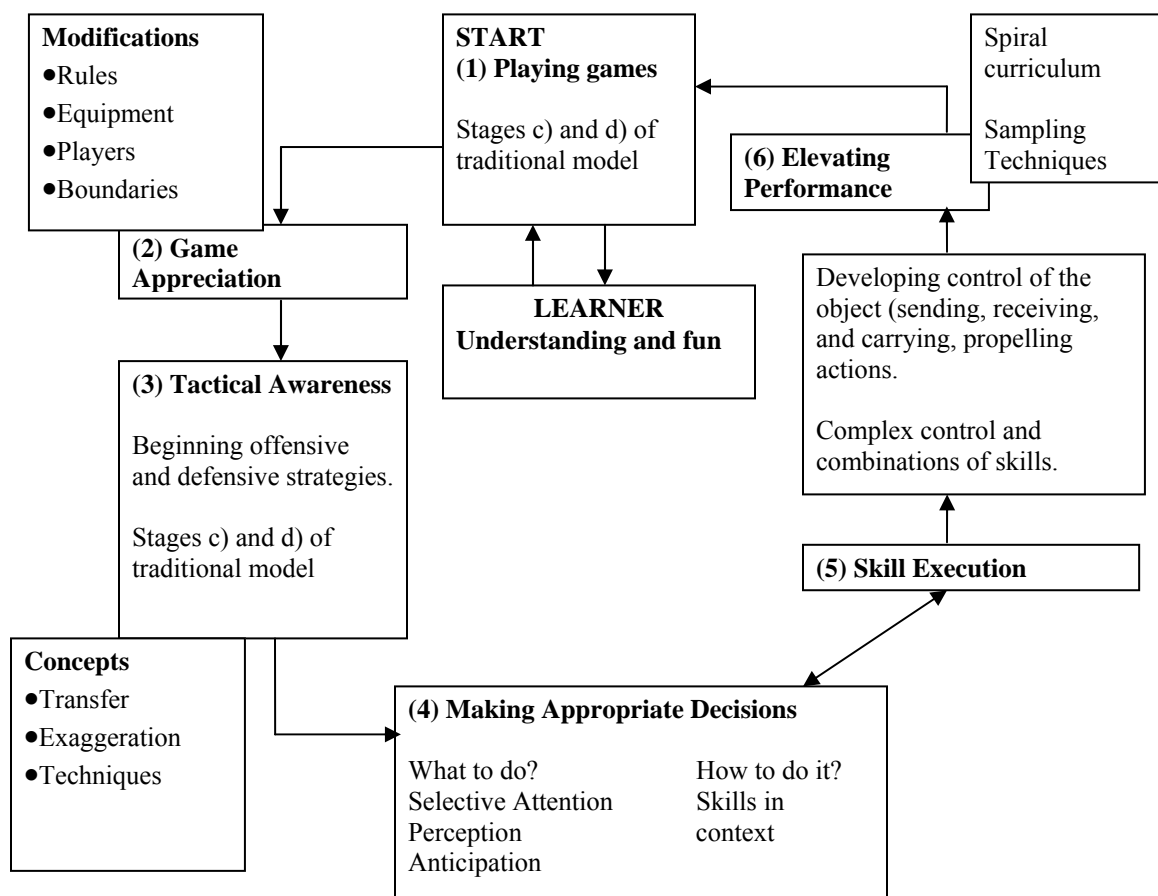 Modifications
●Rules
●Equipment
●Players
●Boundaries
START
(1) Playing games
Stages c) and d) of
traditional model
Spiral
curriculum
Sampling
Techniques
(6) Elevating
Performance
(2) Game
Appreciation
LEARNER
Understanding and fun
Developing control of the
object (sending, receiving,
and carrying, propelling
actions.
Complex control and
combinations of skills.
(3) Tactical Awareness
Beginning offensive
and defensive strategies.
Stages c) and d) of
traditional model
(5) Skill Execution
Concepts
●Transfer
●Exaggeration
●Techniques
(4) Making Appropriate Decisions
What to do?
Selective Attention
Perception
Anticipation
How to do it?
Skills in
context